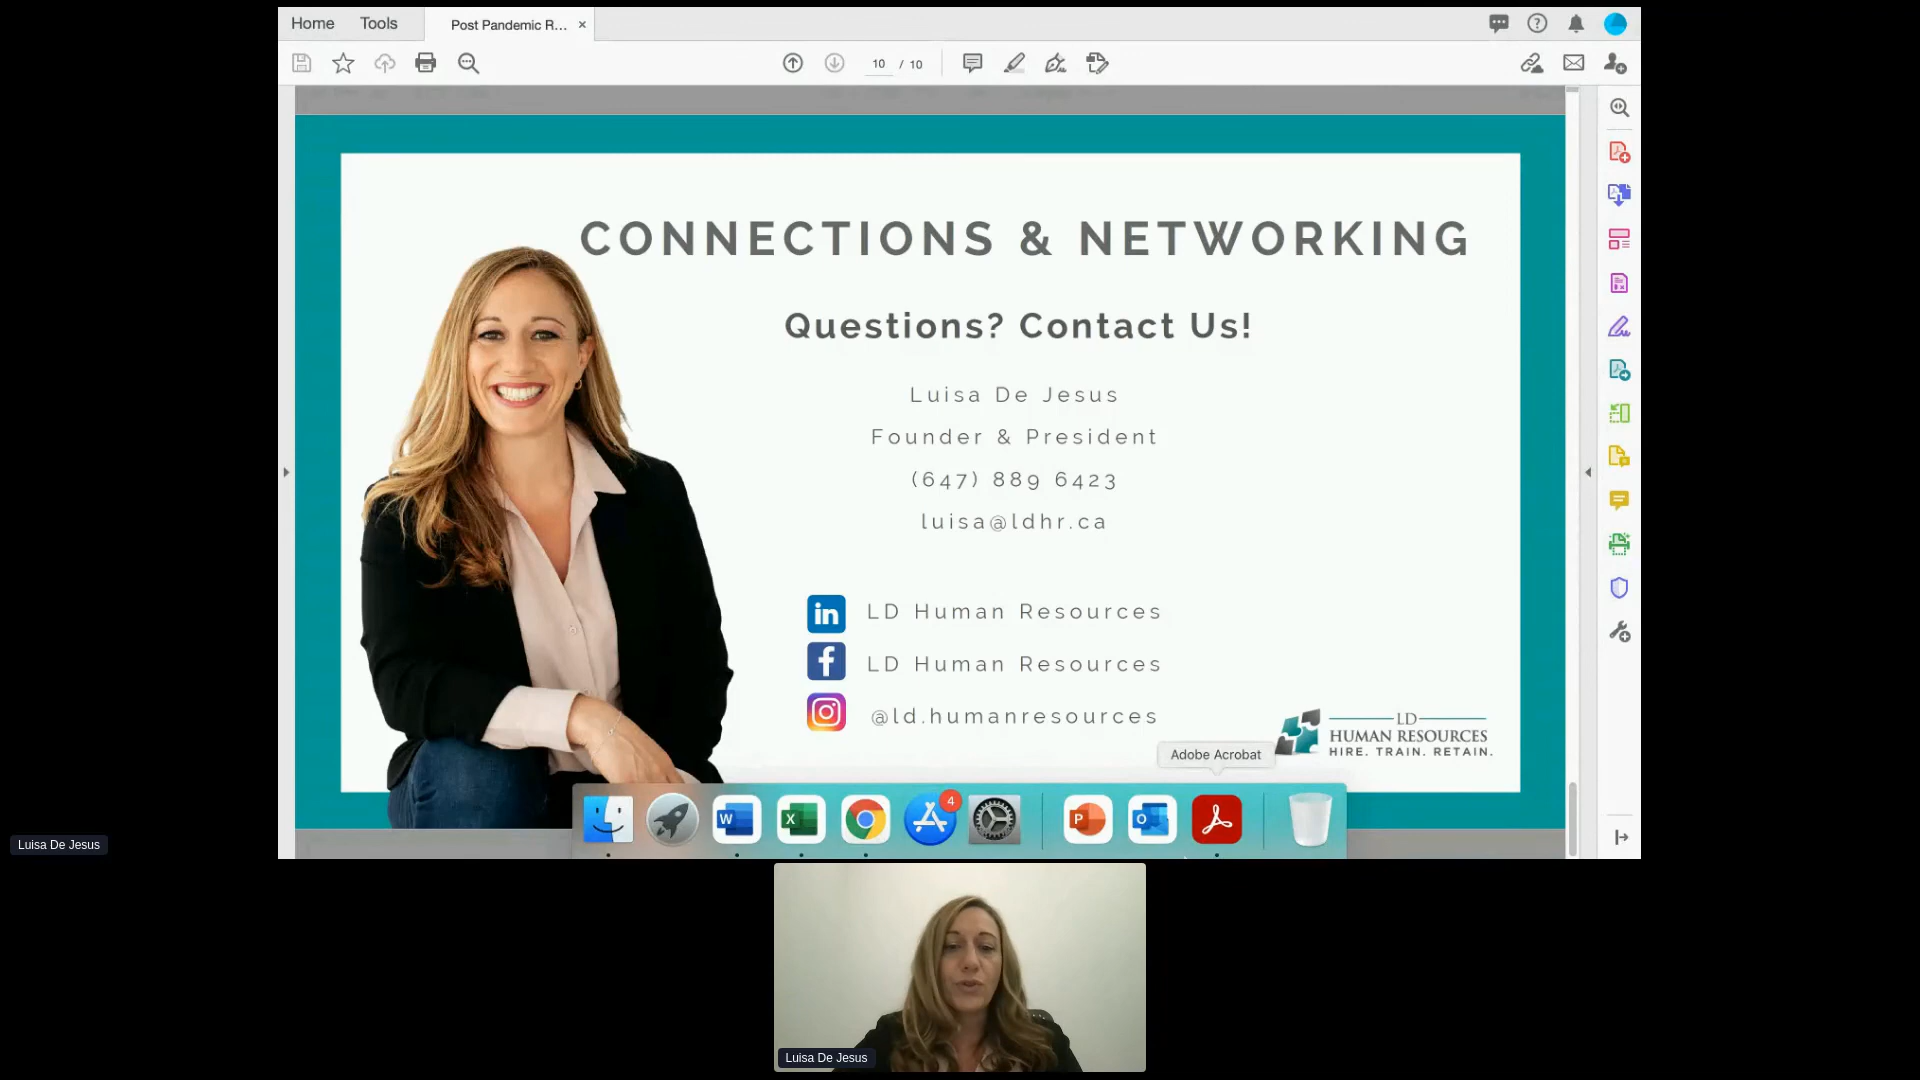 Home Tools Post Pandemic R... ×
10 / 10
CONNECTIONS & NETWORKING
Questions? Contact Us!
Luisa De Jesus
Founder & President
(647) 889 6423
luisa@ldhr.ca
in LD Human Resources
f LD Human Resources
@ld.humanresources
LD
HUMAN RESOURCES
HIRE. TRAIN. RETAIN.
Adobe Acrobat
4
W X P O
Luisa De Jesus
Luisa De Jesus